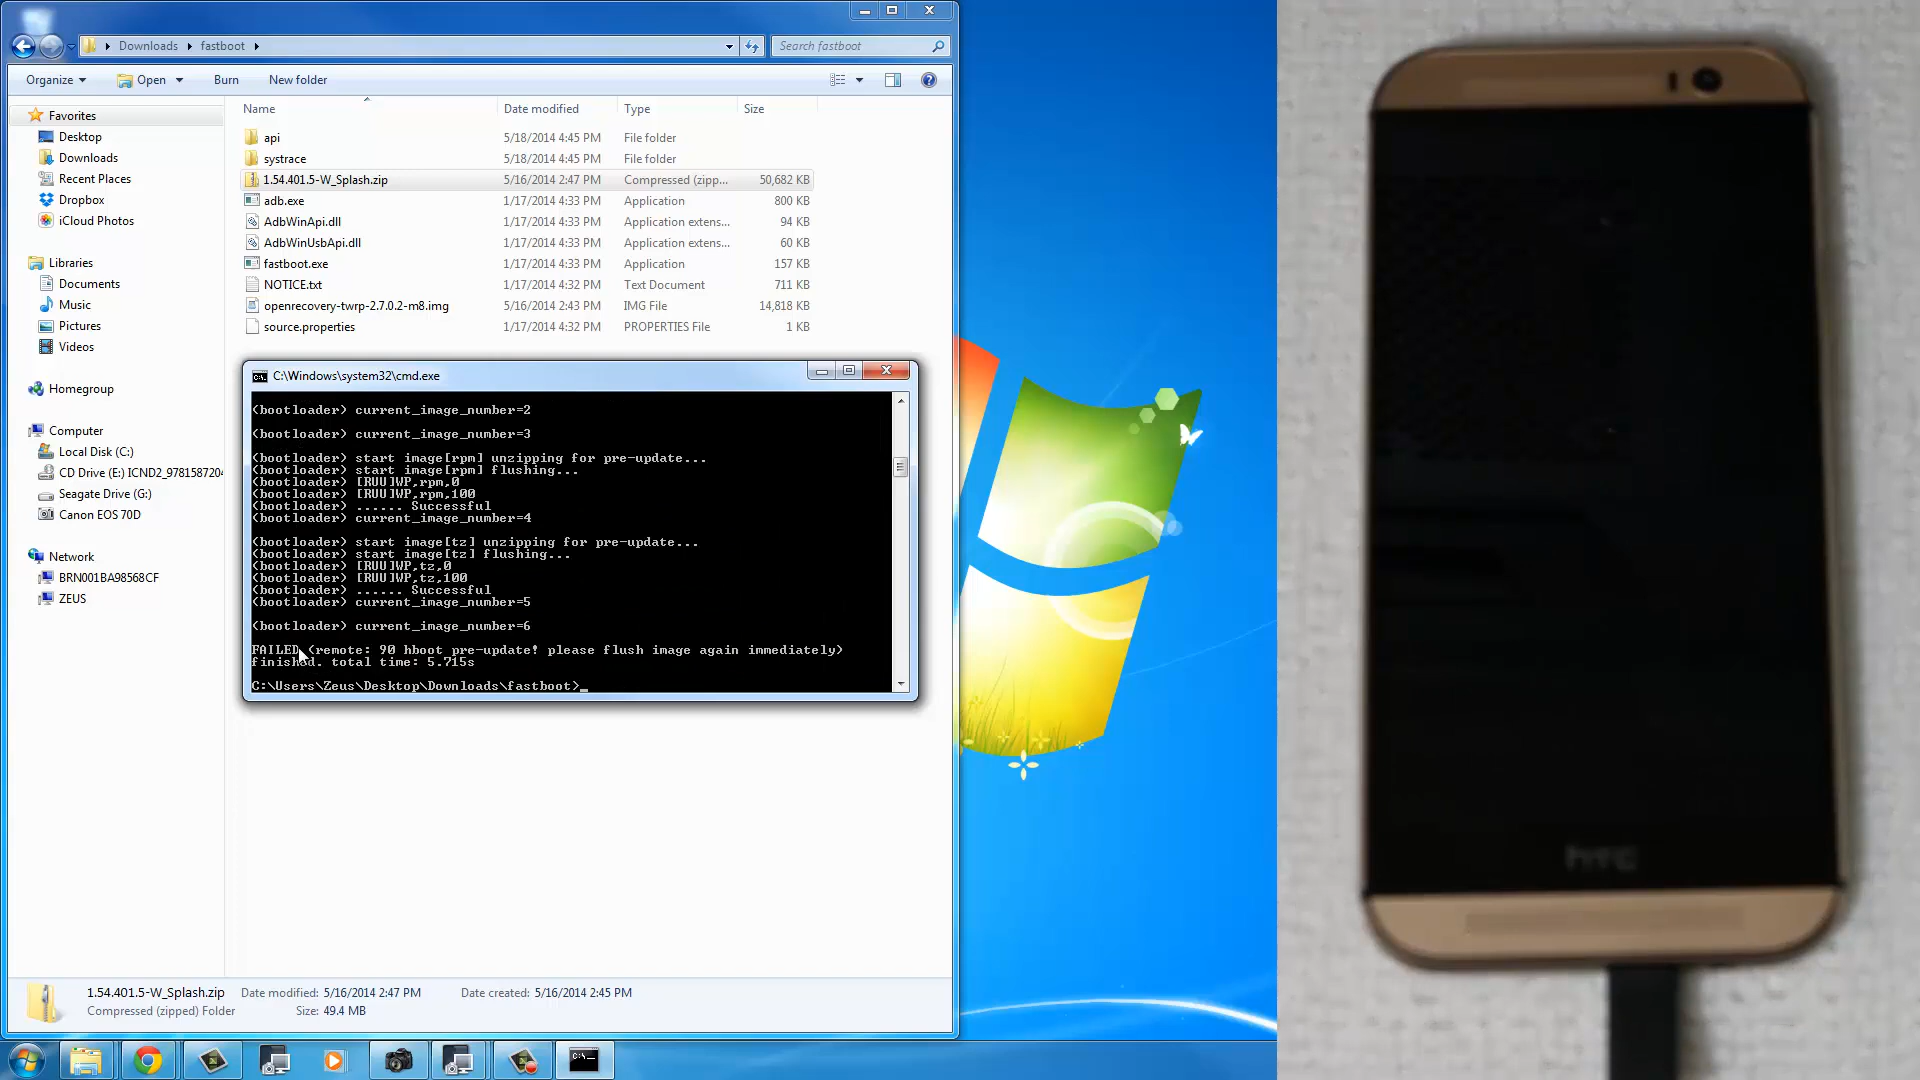 Downloads fastboot
Search fastboot
Organize Open Burn New folder
Name Date modified Type Size
Favorites
Desktop
Downloads
Recent Places
Dropbox
iCloud Photos
Libraries
Documents
Music
Pictures
Videos
Homegroup
Computer
Local Disk (C:)
CD Drive (E:) ICND2_9781587204
Seagate Drive (G:)
Canon EOS 70D
Network
BRN001BA98568CF
ZEUS
api 5/18/2014 4:45 PM File folder
systrace 5/18/2014 4:45 PM File folder
1.54.401.5-W_Splash.zip 5/16/2014 2:47 PM Compressed (zipp... 50,682 KB
adb.exe 1/17/2014 4:33 PM Application 800 KB
AdbWinApi.dll 1/17/2014 4:33 PM Application extens... 94 KB
AdbWinUsbApi.dll 1/17/2014 4:33 PM Application extens... 60 KB
fastboot.exe 1/17/2014 4:33 PM Application 157 KB
NOTICE.txt 1/17/2014 4:32 PM Text Document 711 KB
openrecovery-twrp-2.7.0.2-m8.img 5/16/2014 2:43 PM IMG File 14,818 KB
source.properties 1/17/2014 4:32 PM PROPERTIES File 1 KB
C:\Windows\system32\cmd.exe
(bootloader) current_image_number=2
(bootloader) current_image_number=3
(bootloader) start image[rpm] unzipping for pre-update...
(bootloader) start image[rpm] flushing...
(bootloader) [RUU]WP,rpm,0
(bootloader) [RUU]WP,rpm,100
(bootloader) ...... Successful
(bootloader) current_image_number=4
(bootloader) start image[tz] unzipping for pre-update...
(bootloader) start image[tz] flushing...
(bootloader) [RUU]WP,tz,0
(bootloader) [RUU]WP,tz,100
(bootloader) ...... Successful
(bootloader) current_image_number=5
(bootloader) current_image_number=6
FAILED (remote: 90 hboot pre-update! please flush image again immediately)
finished. total time: 5.715s
C:\Users\Zeus\Desktop\Downloads\fastboot>_
1.54.401.5-W_Splash.zip Date modified: 5/16/2014 2:47 PM Date created: 5/16/2014 2:45 PM
Compressed (zipped) Folder Size: 49.4 MB
hTC